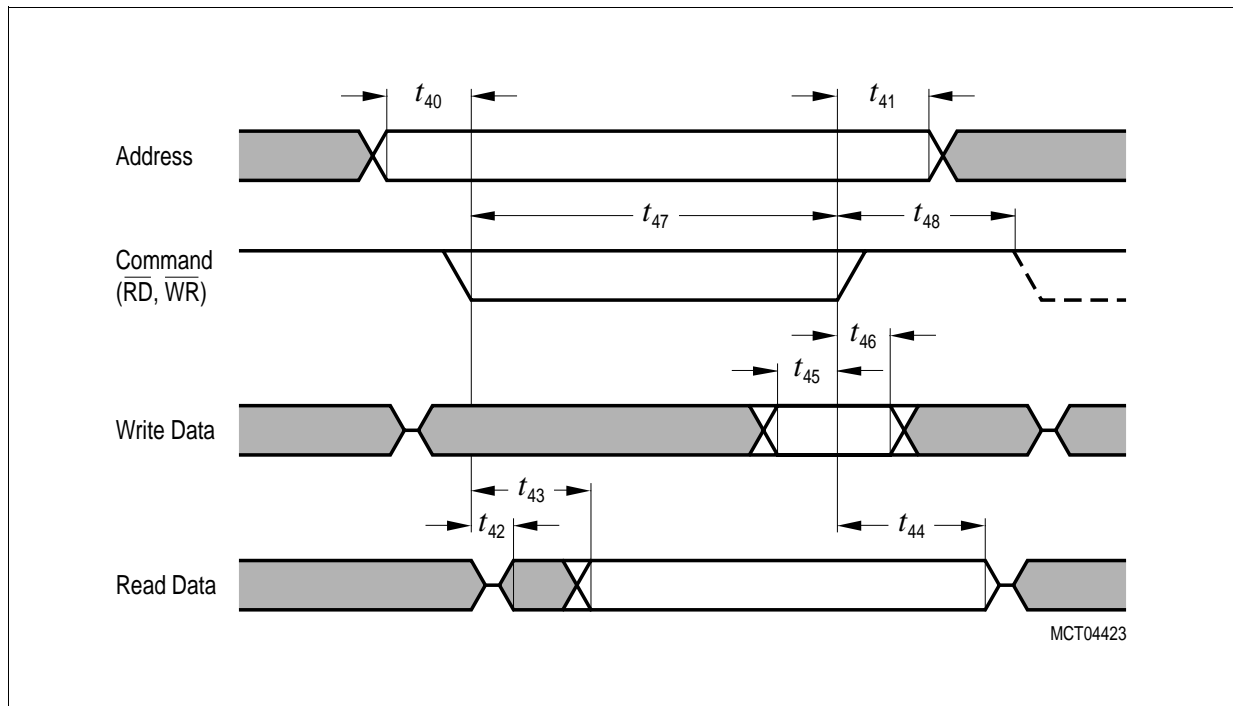 t40
t41
Address
t47
t48
Command
(RD, WR)
t46
t45
Write Data
t43
t42
t44
Read Data
MCT04423